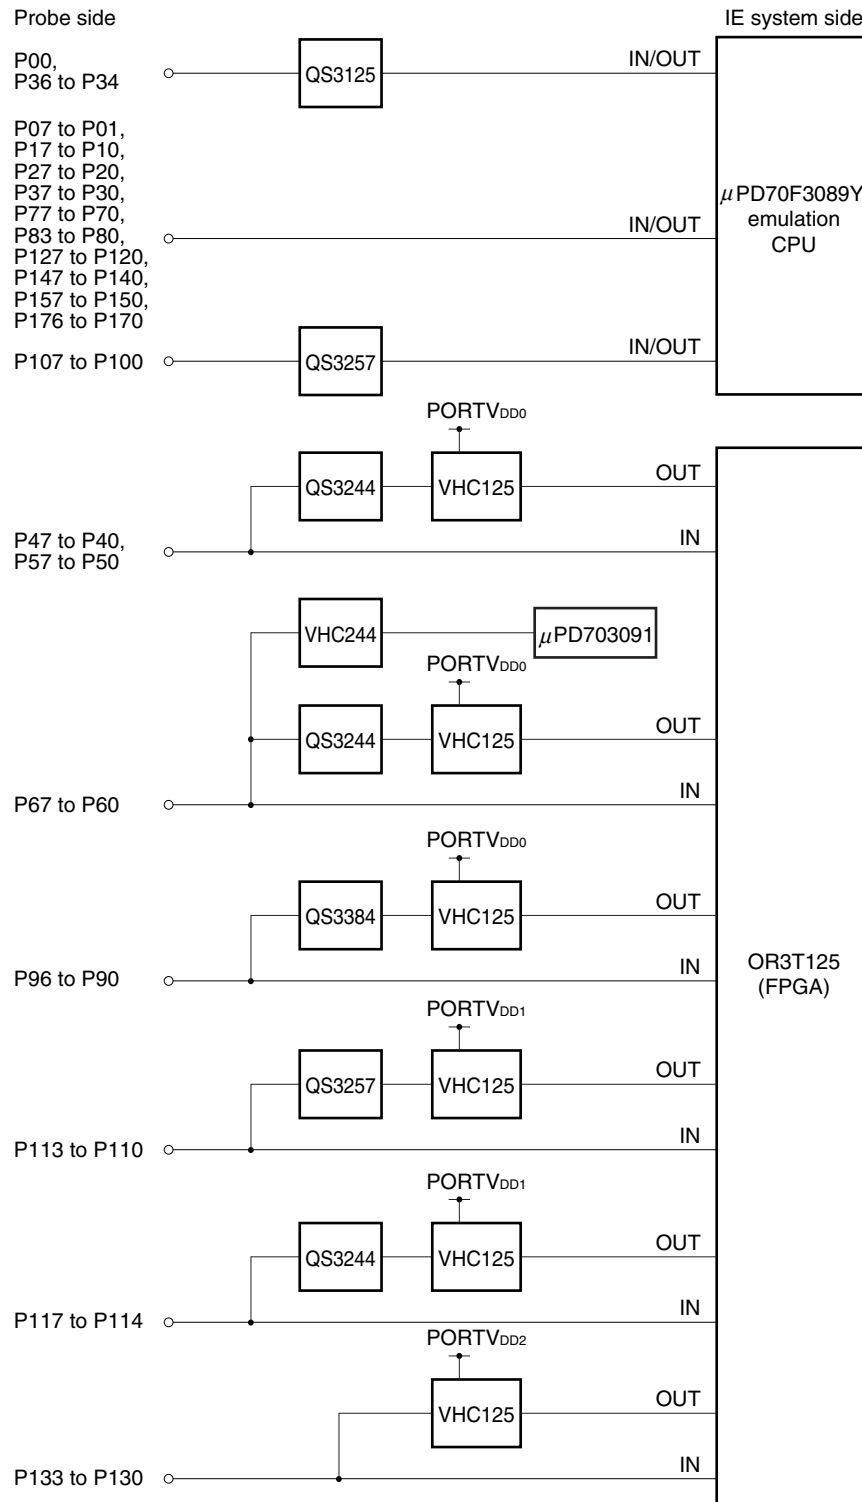 Probe side
IE system side
P00,
P36 to P34
QS3125
IN/OUT
P07 to P01,
P17 to P10,
P27 to P20,
P37 to P30,
P77 to P70,
P83 to P80,
P127 to P120,
P147 to P140,
P157 to P150,
P176 to P170
IN/OUT
μPD70F3089Y
emulation
CPU
P107 to P100
QS3257
IN/OUT
PORTVDD0
QS3244
VHC125
OUT
P47 to P40,
P57 to P50
IN
VHC244
μPD703091
PORTVDD0
QS3244
VHC125
OUT
P67 to P60
IN
PORTVDD0
QS3384
VHC125
OUT
P96 to P90
IN
OR3T125
(FPGA)
PORTVDD1
QS3257
VHC125
OUT
P113 to P110
IN
PORTVDD1
QS3244
VHC125
OUT
P117 to P114
IN
PORTVDD2
VHC125
OUT
P133 to P130
IN